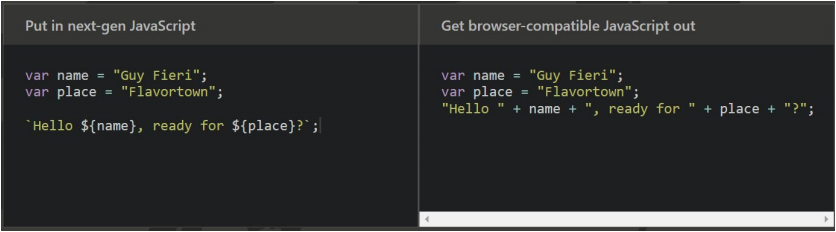 Put in next-gen JavaScript
var name = "Guy Fieri";
var place = "Flavortown";
`Hello ${name}, ready for ${place}?`;
Get browser-compatible JavaScript out
var name = "Guy Fieri";
var place = "Flavortown";
"Hello " + name + ", ready for " + place + "?";